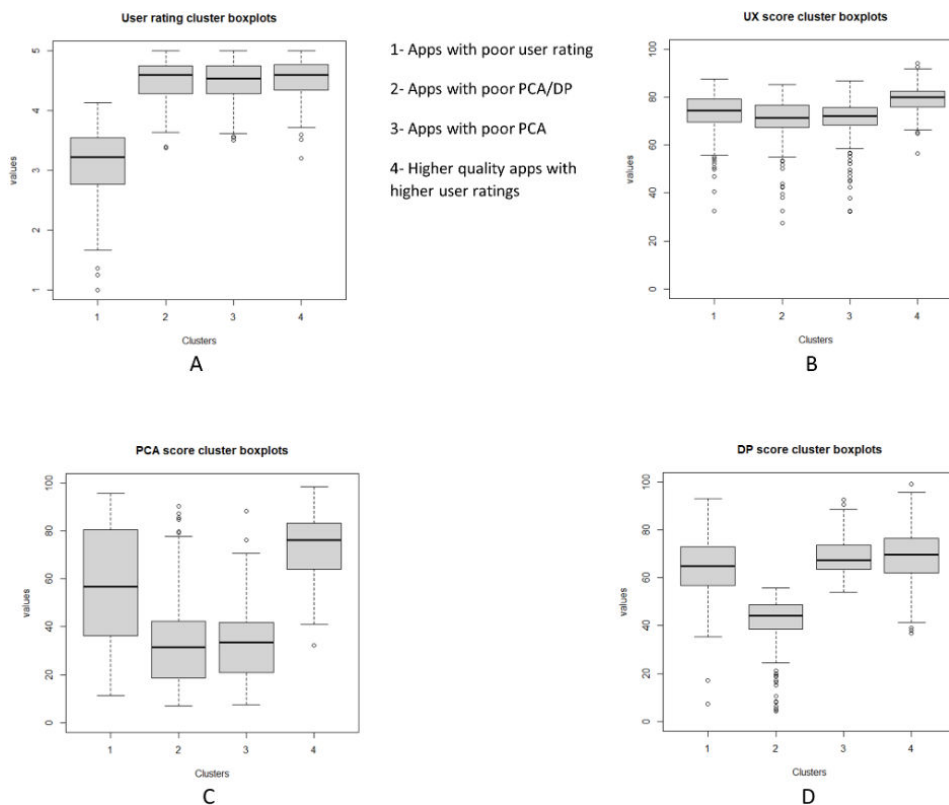 User rating cluster boxplots
values
5
4
3
2
1
1
2
3
4
Clusters
A
1- Apps with poor user rating
2- Apps with poor PCA/DP
3- Apps with poor PCA
4- Higher quality apps with
higher user ratings
UX score cluster boxplots
values
100
80
60
40
20
0
1
2
3
4
Clusters
B
PCA score cluster boxplots
values
100
80
60
40
20
0
1
2
3
4
Clusters
C
DP score cluster boxplots
values
100
80
60
40
20
0
1
2
3
4
Clusters
D